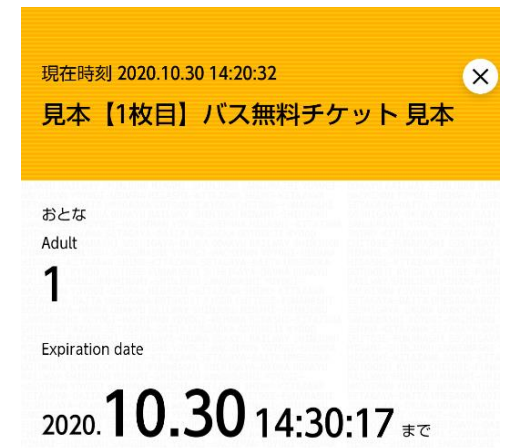 現在時刻 2020.10.30 14:20:32
見本【1枚目】バス無料チケット 見本
おとな
Adult
1
Expiration date
2020.10.30 14:30:17 まで